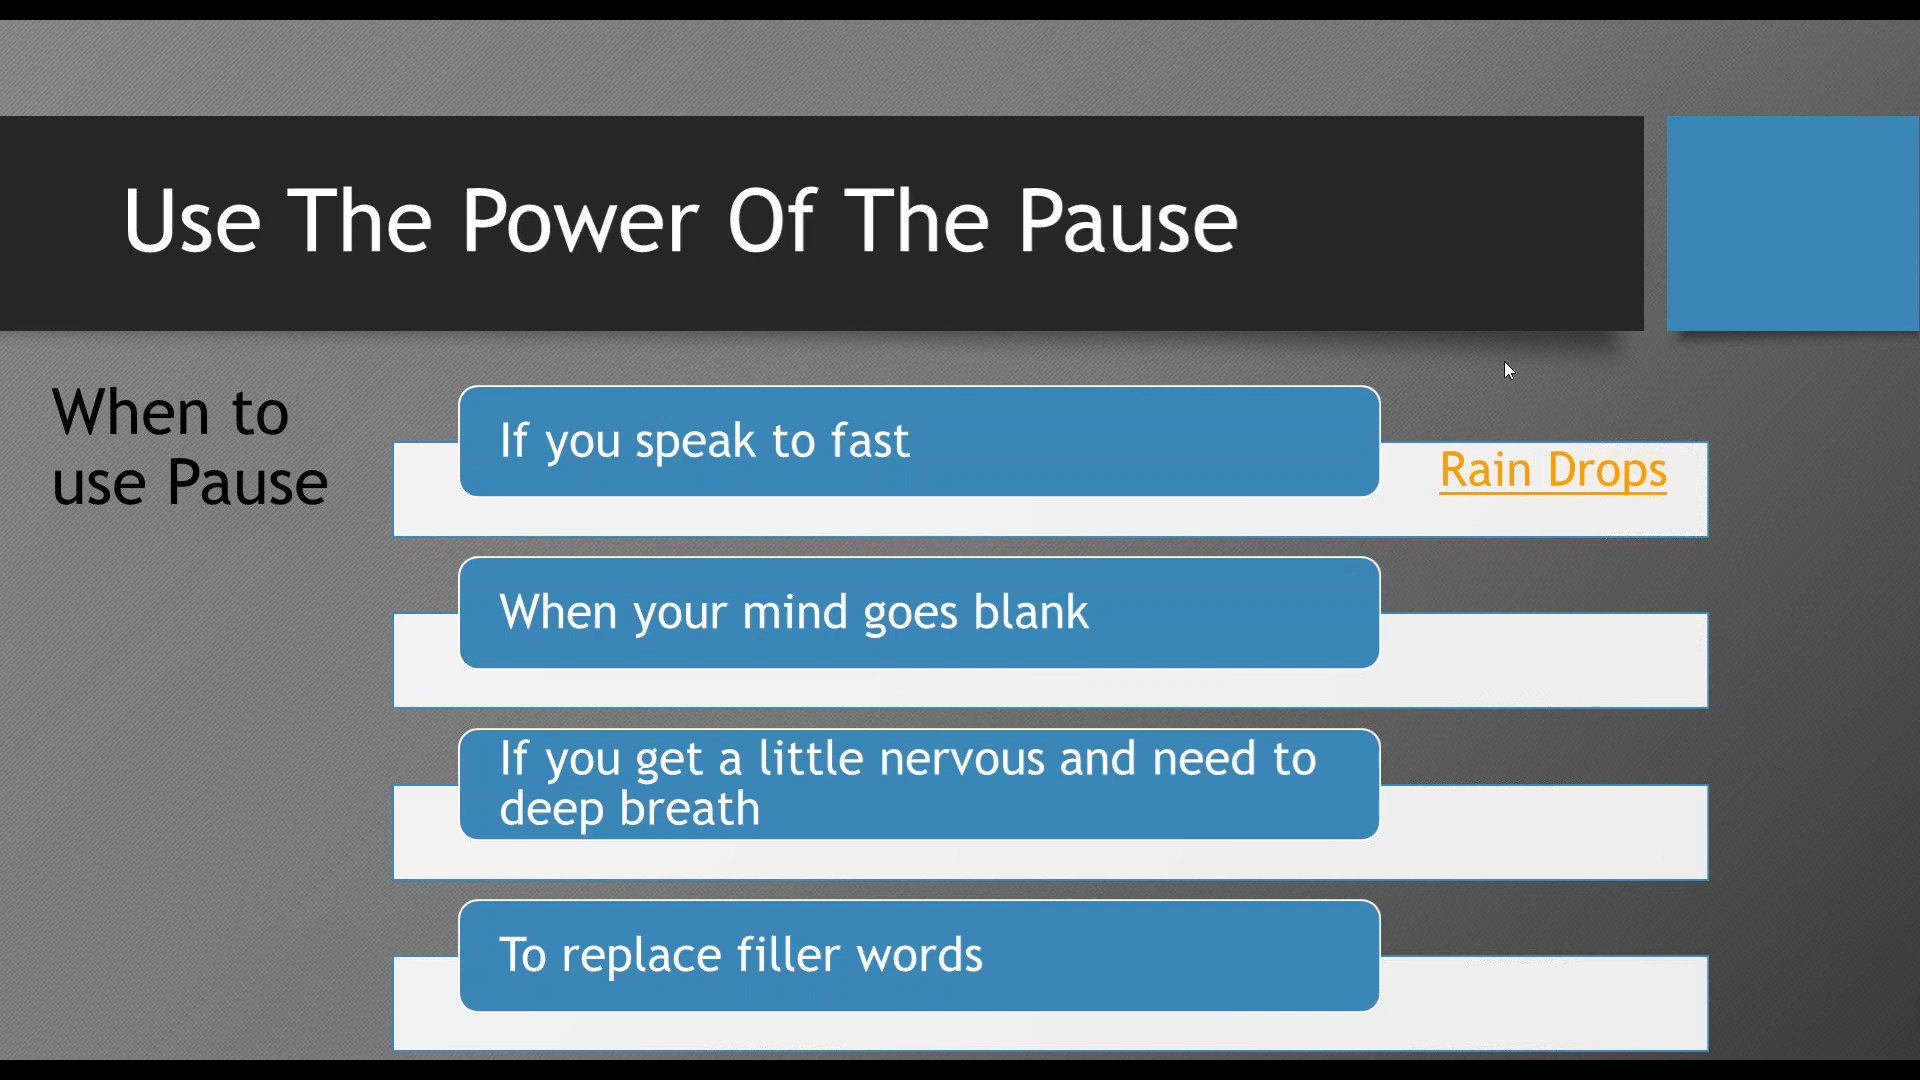 Use The Power Of The Pause
When to
use Pause
If you speak to fast
Rain Drops
When your mind goes blank
If you get a little nervous and need to
deep breath
To replace filler words